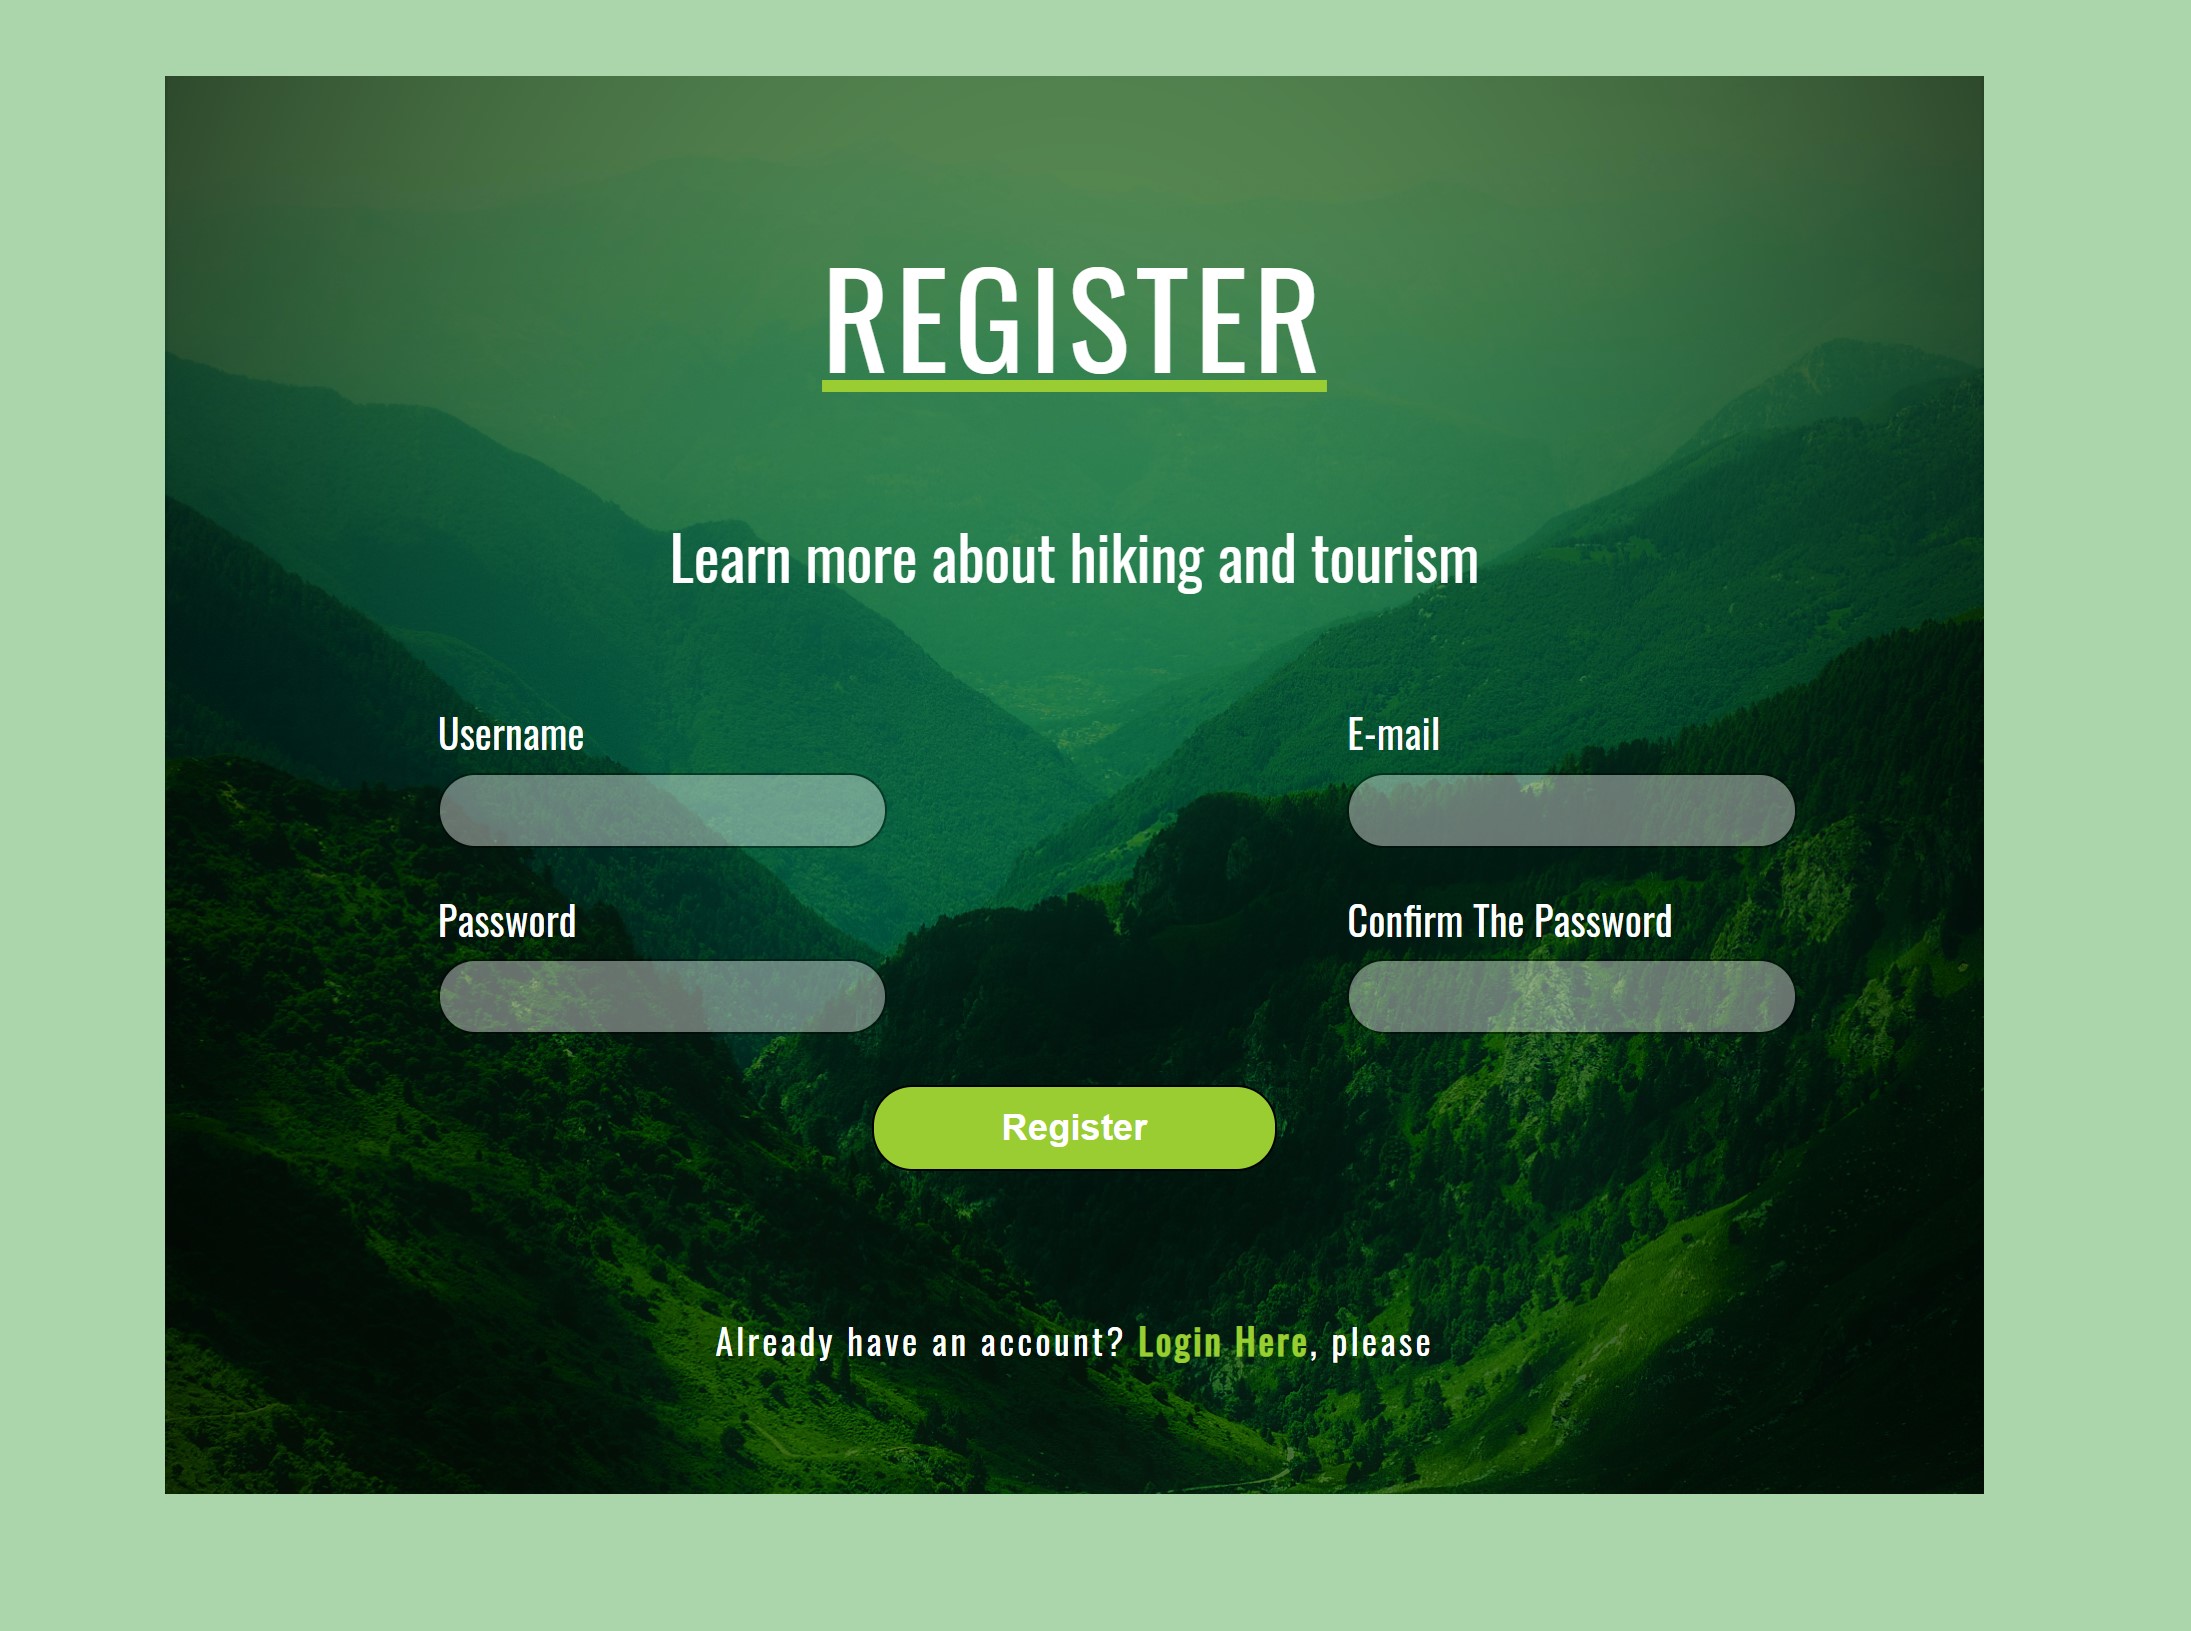 REGISTER
Learn more about hiking and tourism
Username
E-mail
Password
Confirm The Password
Register
Already have an account? Login Here, please